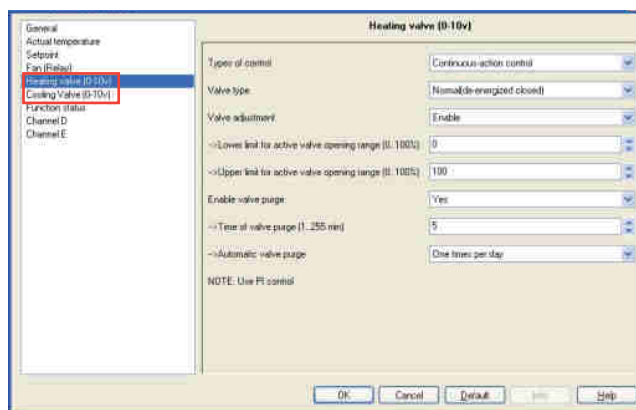 Heating valve (0-10v)
General
Actual temperature
Setpoint
Fan (Relay)
Heating valve (0-10v)
Cooling Valve (0-10v)
Function status
Channel D
Channel E
Types of control
Continuous-action control
Valve type
Normal(de-energized closed)
Valve adjustment
Enable
->Lower limit for active valve opening range (0..100%)
0
->Upper limit for active valve opening range (0..100%)
100
Enable valve purge
Yes
->Time of valve purge (1..255 min)
5
->Automatic valve purge
One times per day
NOTE: Use PI control
OK
Cancel
Default
Help